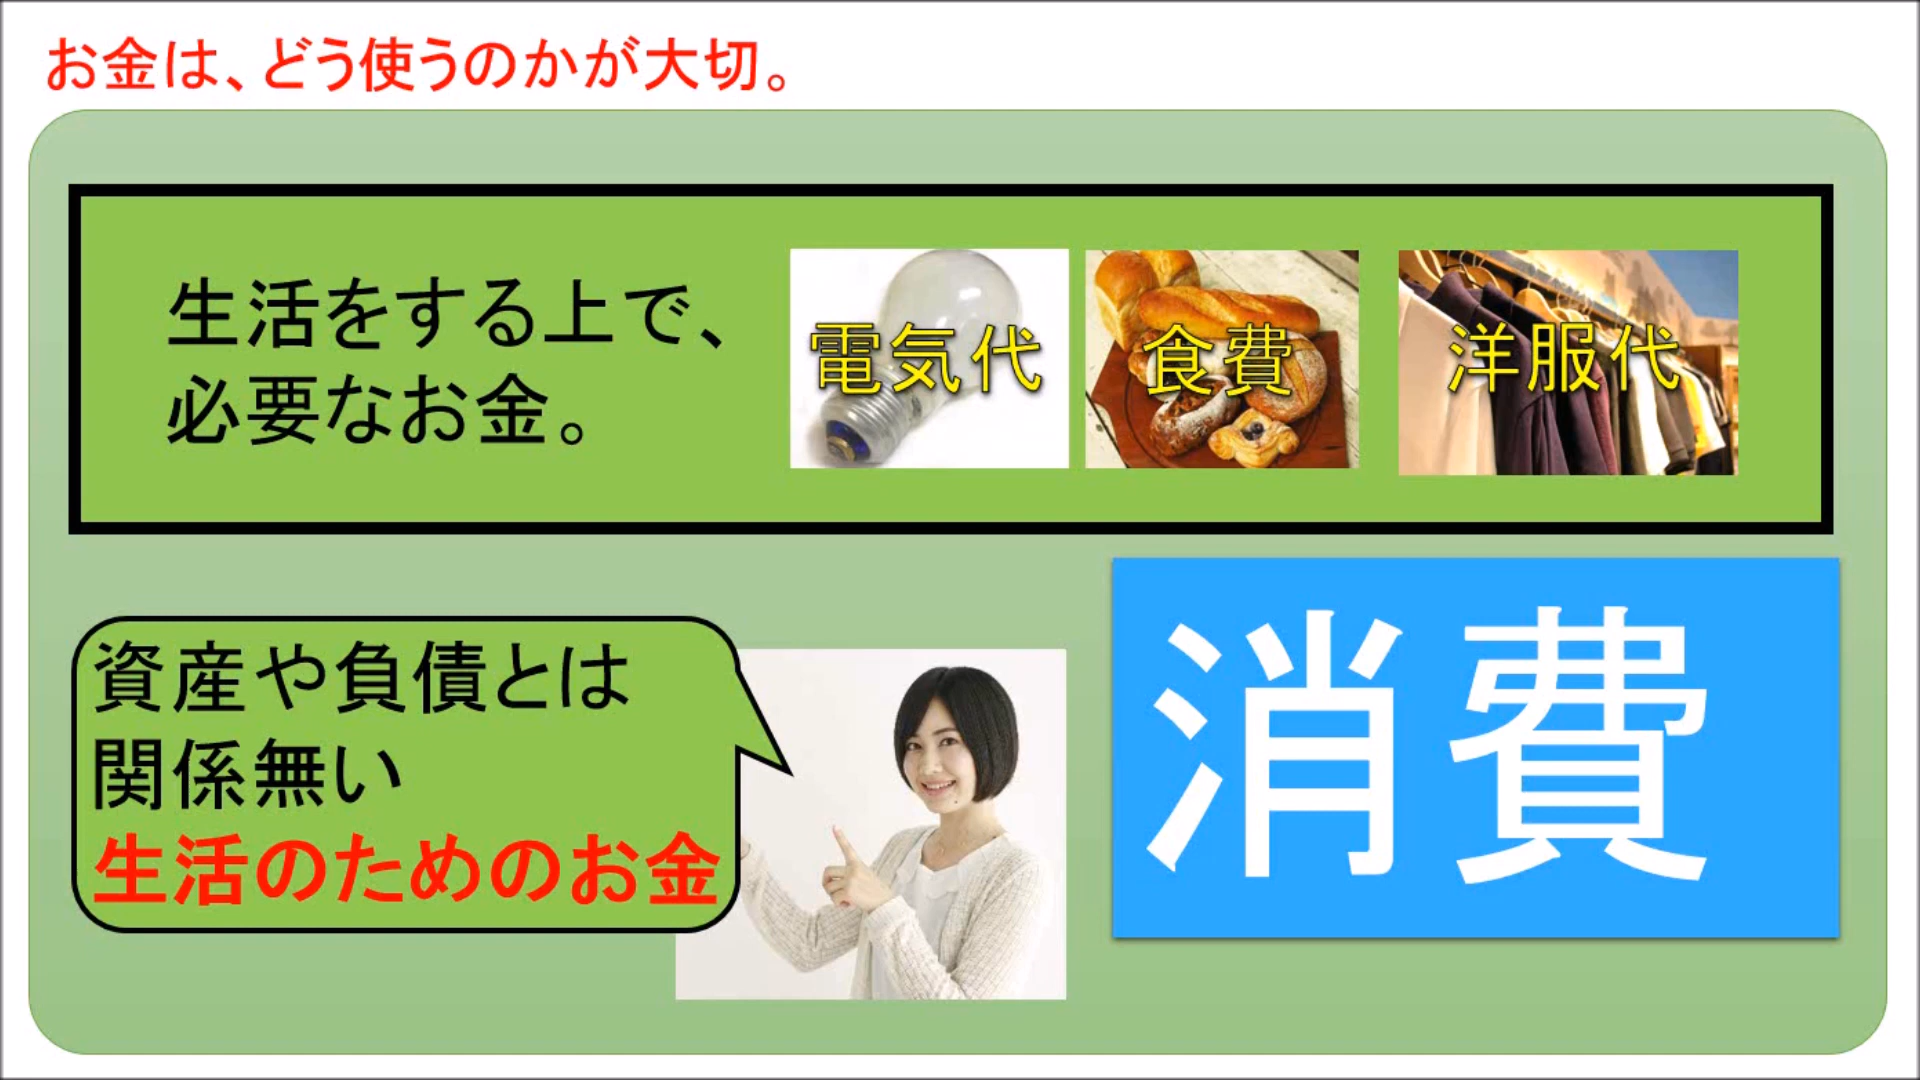 お金は、どう使うのかが大切。
生活をする上で、
必要なお金。
電気代
食費
洋服代
資産や負債とは
関係無い
生活のためのお金
消費